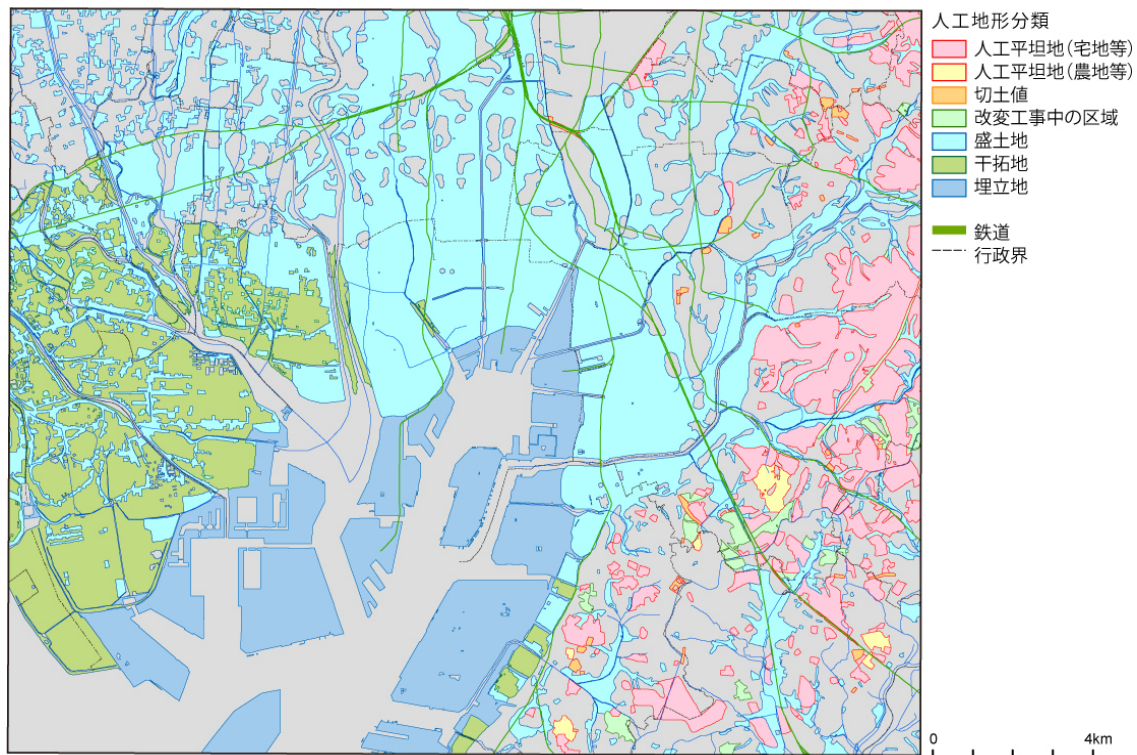 人工地形分類
人工平坦地(宅地等)
人工平坦地(農地等)
切土値
改変工事中の区域
盛土地
干拓地
埋立地
鉄道
行政界
0 4km